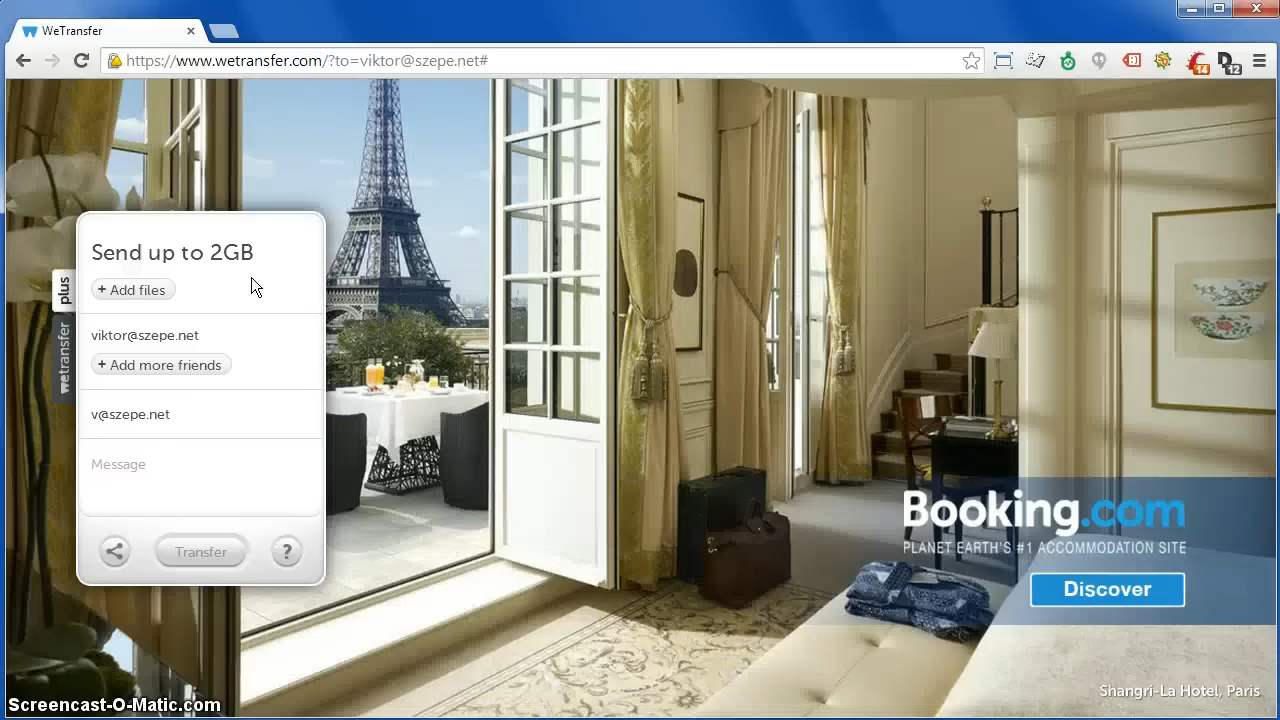 WeTransfer
https://www.wetransfer.com/?to=viktor@szepe.net#
14
12
Send up to 2GB
+ Add files
plus
wetransfer
viktor@szepe.net
+ Add more friends
v@szepe.net
Message
Transfer
?
Booking.com
PLANET EARTH'S #1 ACCOMMODATION SITE
Discover
Shangri-La Hotel, Paris
Screencast-O-Matic.com